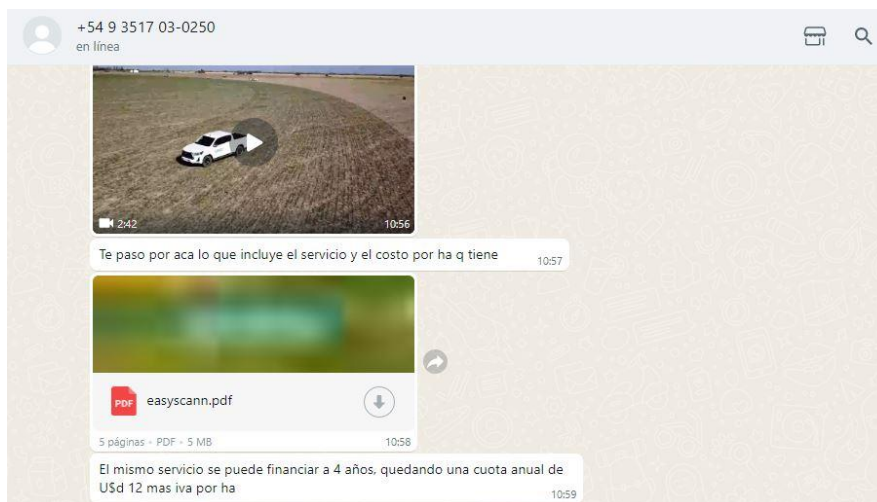 +54 9 3517 03-0250
en línea
2:42
10:56
Te paso por aca lo que incluye el servicio y el costo por ha q tiene
10:57
PDF
easyscann.pdf
5 páginas • PDF • 5 MB
10:58
El mismo servicio se puede financiar a 4 años, quedando una cuota anual de
U$d 12 mas iva por ha
10:59